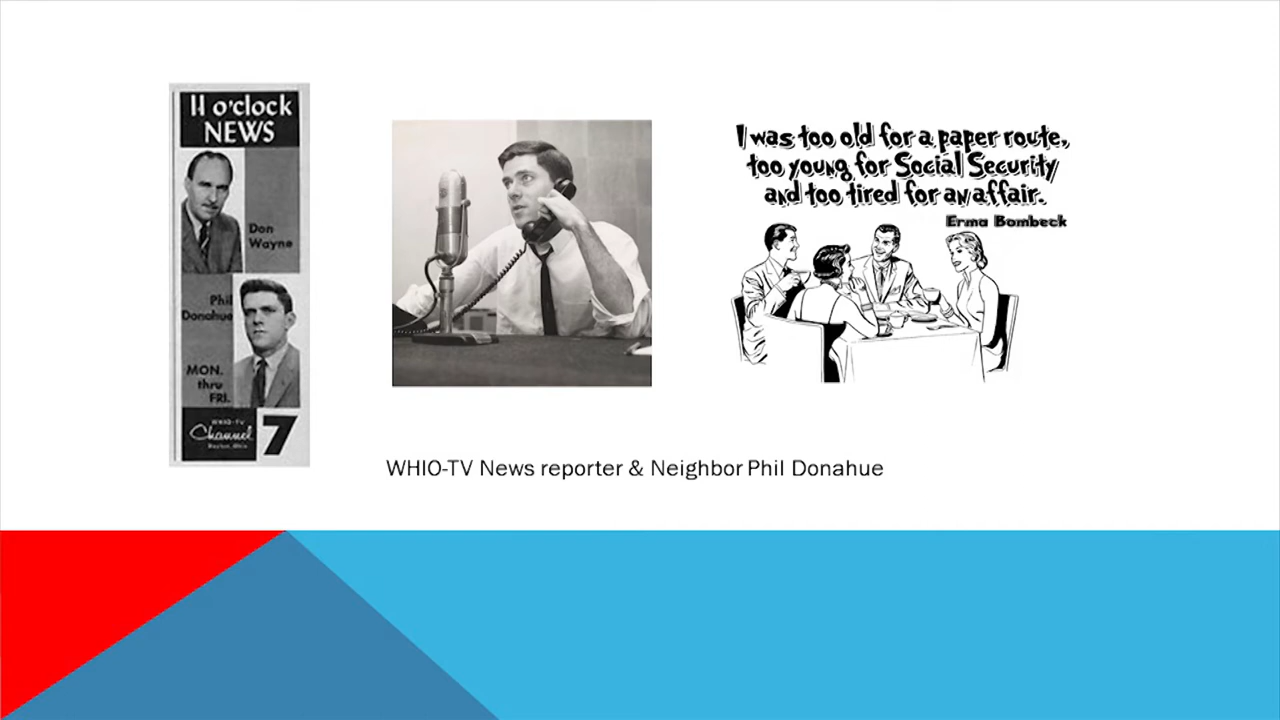 11 o'clock
NEWS
Don
Wayne
Phil
Donahue
MON.
thru
FRI.
WHIO-TV
Channel 7
Dayton, Ohio
I was too old for a paper route,
too young for Social Security
and too tired for an affair.
Erma Bombeck
WHIO-TV News reporter & Neighbor Phil Donahue